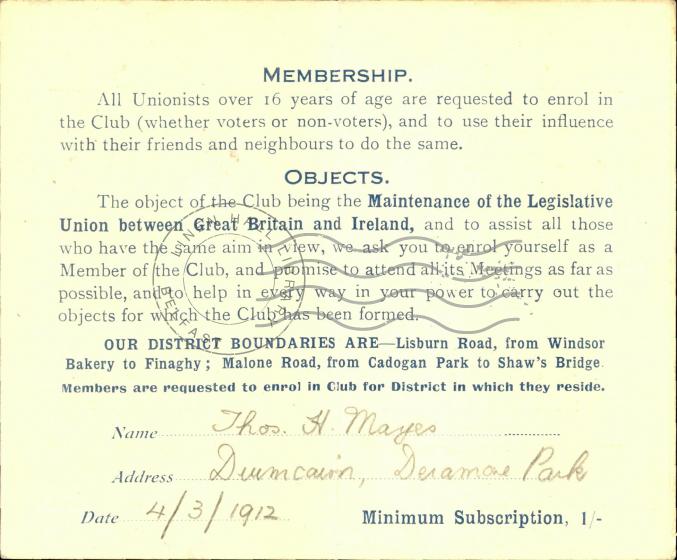 MEMBERSHIP.
All Unionists over 16 years of age are requested to enrol in
the Club (whether voters or non-voters), and to use their influence
with their friends and neighbours to do the same.
OBJECTS.
The object of the Club being the Maintenance of the Legislative
Union between Great Britain and Ireland, and to assist all those
who have the same aim in view, we ask you to enrol yourself as a
Member of the Club, and promise to attend all its Meetings as far as
possible, and to help in every way in your power to carry out the
objects for which the Club has been formed.
OUR DISTRICT BOUNDARIES ARE—Lisburn Road, from Windsor
Bakery to Finaghy; Malone Road, from Cadogan Park to Shaw's Bridge.
Members are requested to enrol in Club for District in which they reside.
Name Thos. H. Mayes
Address Drumcairn, Deramore Park
Date 4/3/1912 Minimum Subscription, 1/-
LINEN HALL LIBRARY
BELFAST